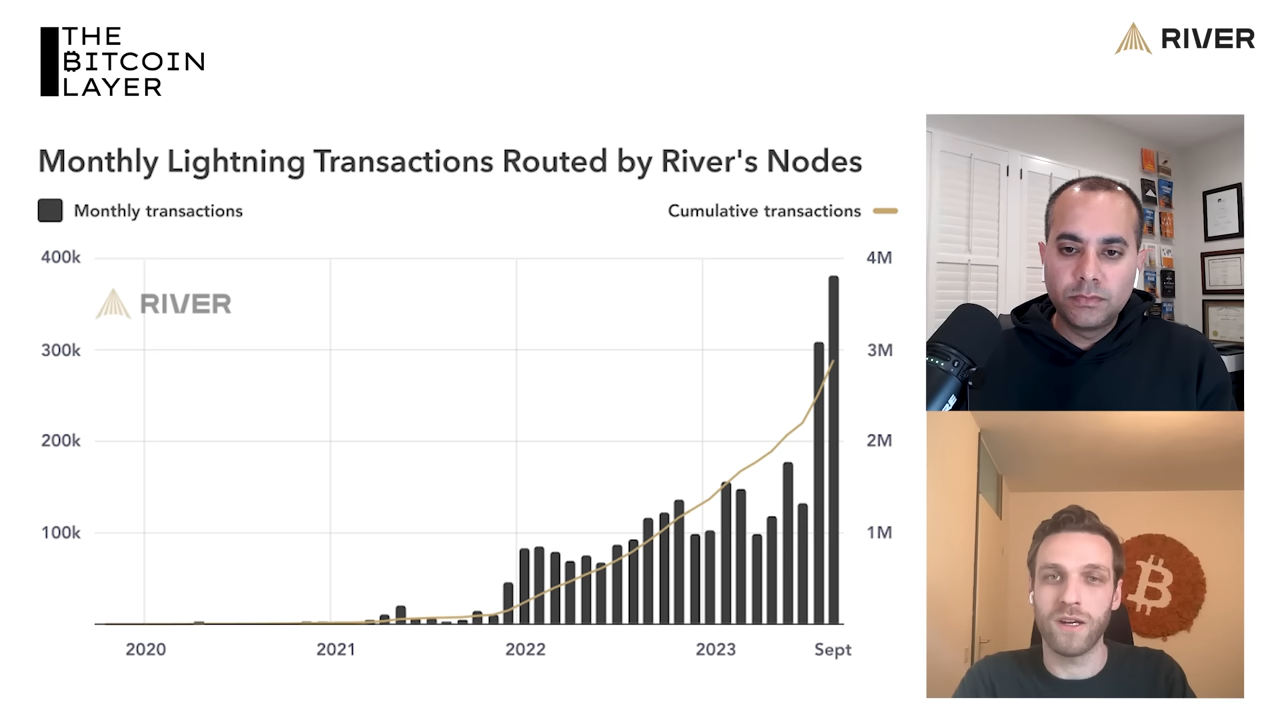 THE
BITCOIN
LAYER
RIVER
Monthly Lightning Transactions Routed by River's Nodes
Monthly transactions
Cumulative transactions
400k
4M
RIVER
300k
3M
200k
2M
100k
1M
2020
2021
2022
2023
Sept